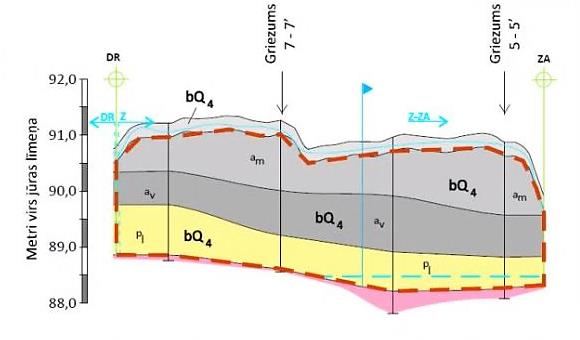 Griezums
7 - 7'
Griezums
5 - 5'
DR
ZA
92,0
bQ4
DR Z
Z-ZA
91,0
am
bQ4
90,0
av
am
bQ4
av
89,0
pl
bQ4
pl
88,0
Metri virs jūras līmeņa